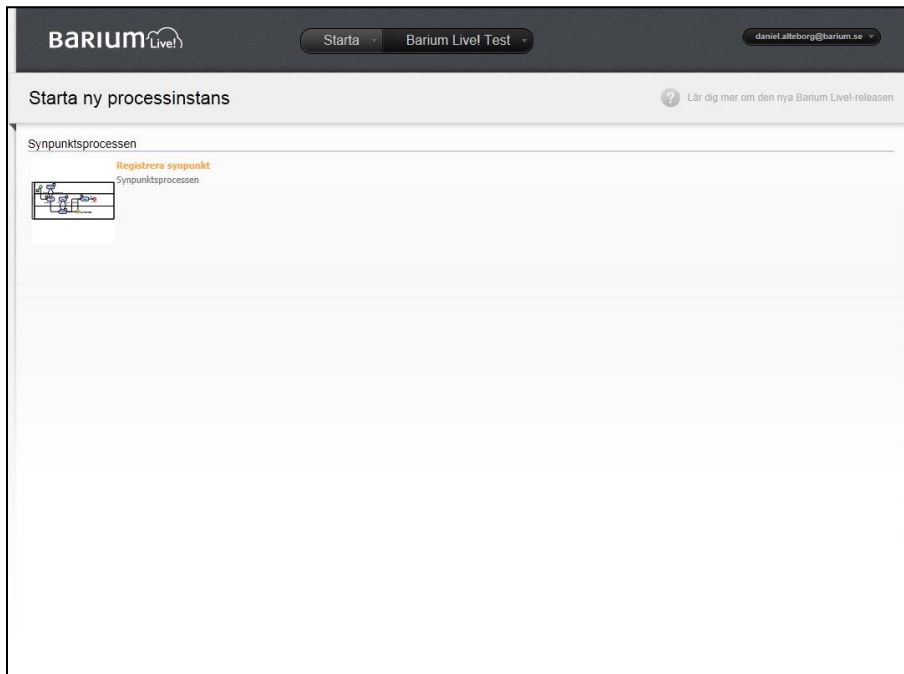 BARIUM Live!
Starta
Barium Live! Test
daniel.alteborg@barium.se
Starta ny processinstans
? Lär dig mer om den nya Barium Live!-releasen
Synpunktsprocessen
Registrera synpunkt
Synpunktsprocessen